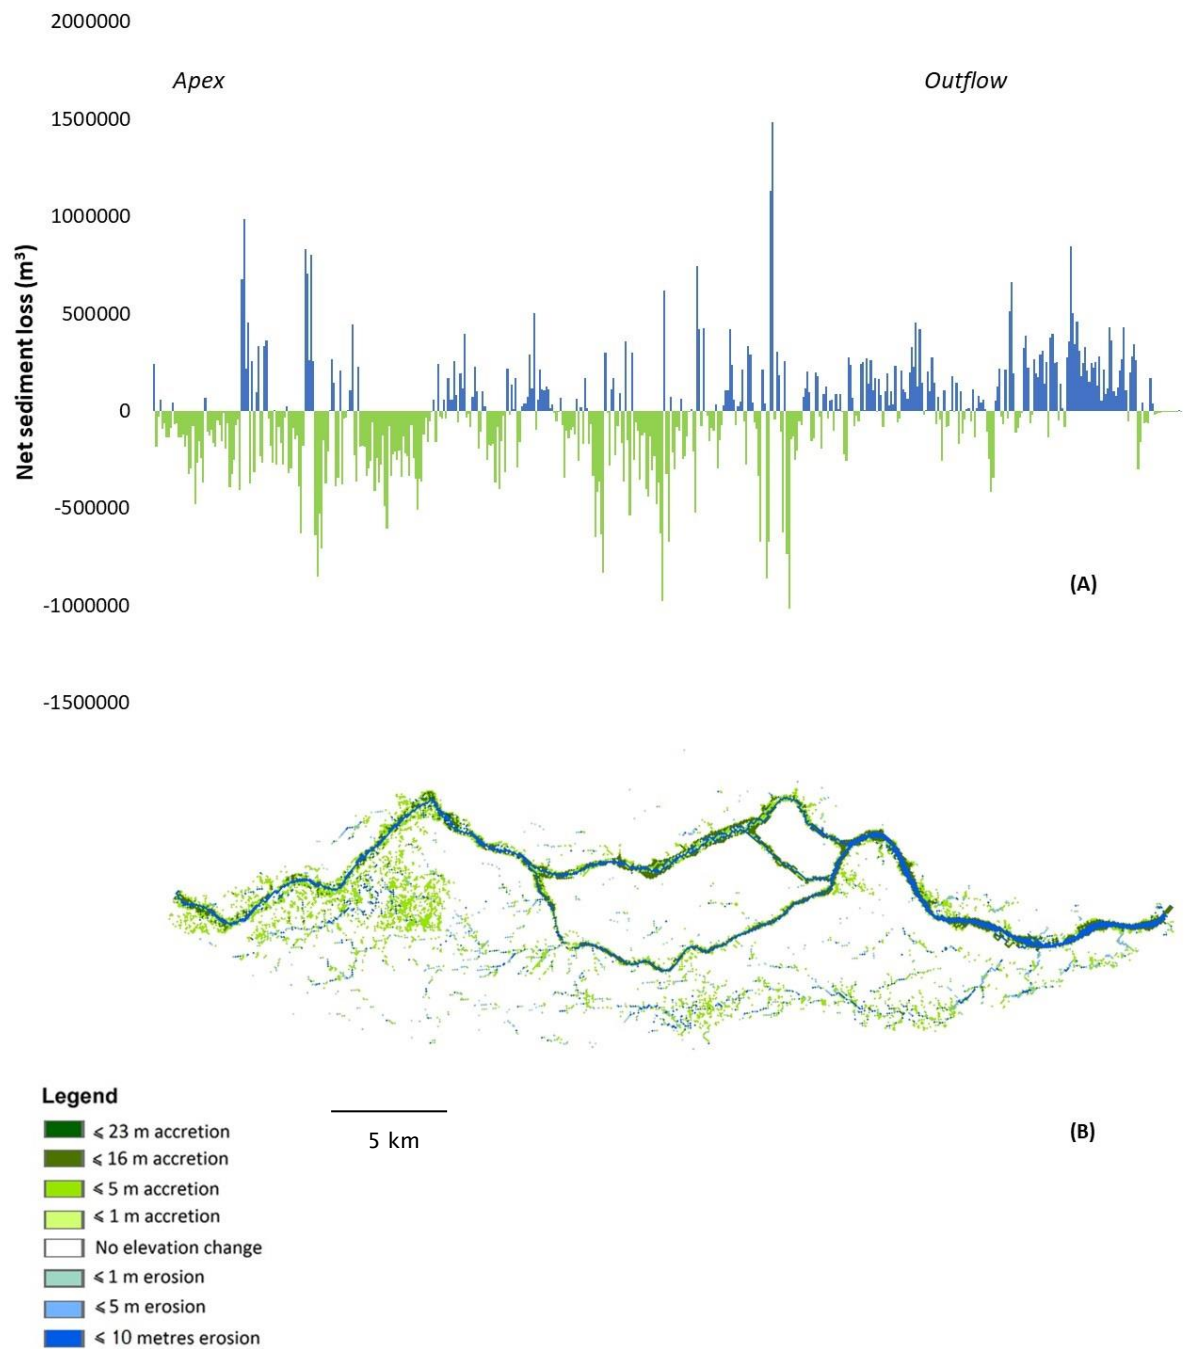 2000000
Apex
Outflow
1500000
1000000
Net sediment loss (m³)
500000
0
-500000
(A)
-1000000
-1500000
Legend
⩽ 23 m accretion
⩽ 16 m accretion
⩽ 5 m accretion
⩽ 1 m accretion
No elevation change
⩽ 1 m erosion
⩽ 5 m erosion
⩽ 10 metres erosion
5 km
(B)